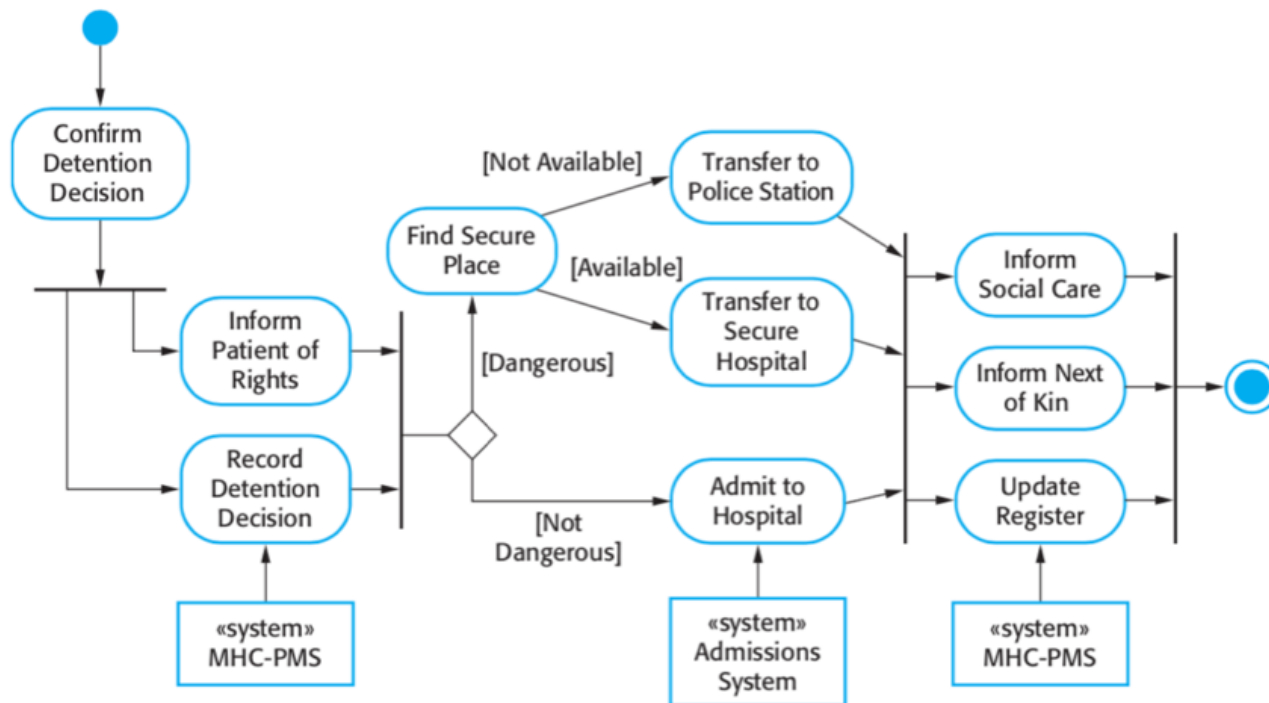 Confirm
Detention
Decision
Inform
Patient of
Rights
Record
Detention
Decision
«system»
MHC-PMS
Find Secure
Place
[Dangerous]
[Not
Dangerous]
[Not Available]
[Available]
Transfer to
Police Station
Transfer to
Secure
Hospital
Admit to
Hospital
«system»
Admissions
System
Inform
Social Care
Inform Next
of Kin
Update
Register
«system»
MHC-PMS